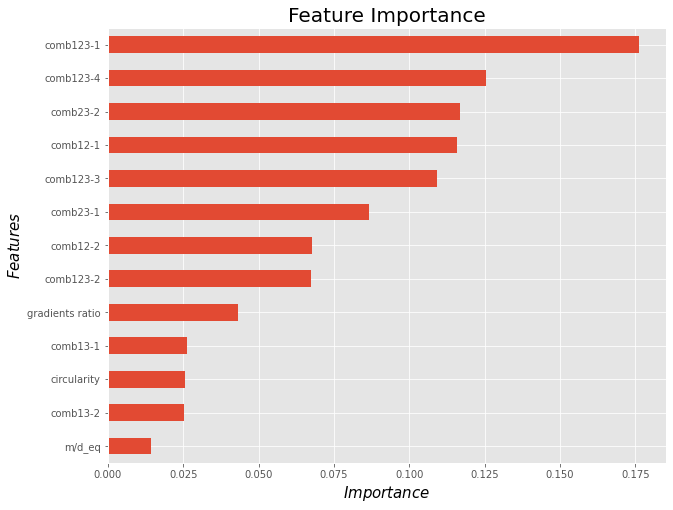 Feature Importance
comb123-1
comb123-4
comb23-2
comb12-1
comb123-3
comb23-1
comb12-2
comb123-2
gradients ratio
comb13-1
circularity
comb13-2
m/d_eq
Features
0.000 0.025 0.050 0.075 0.100 0.125 0.150 0.175
Importance